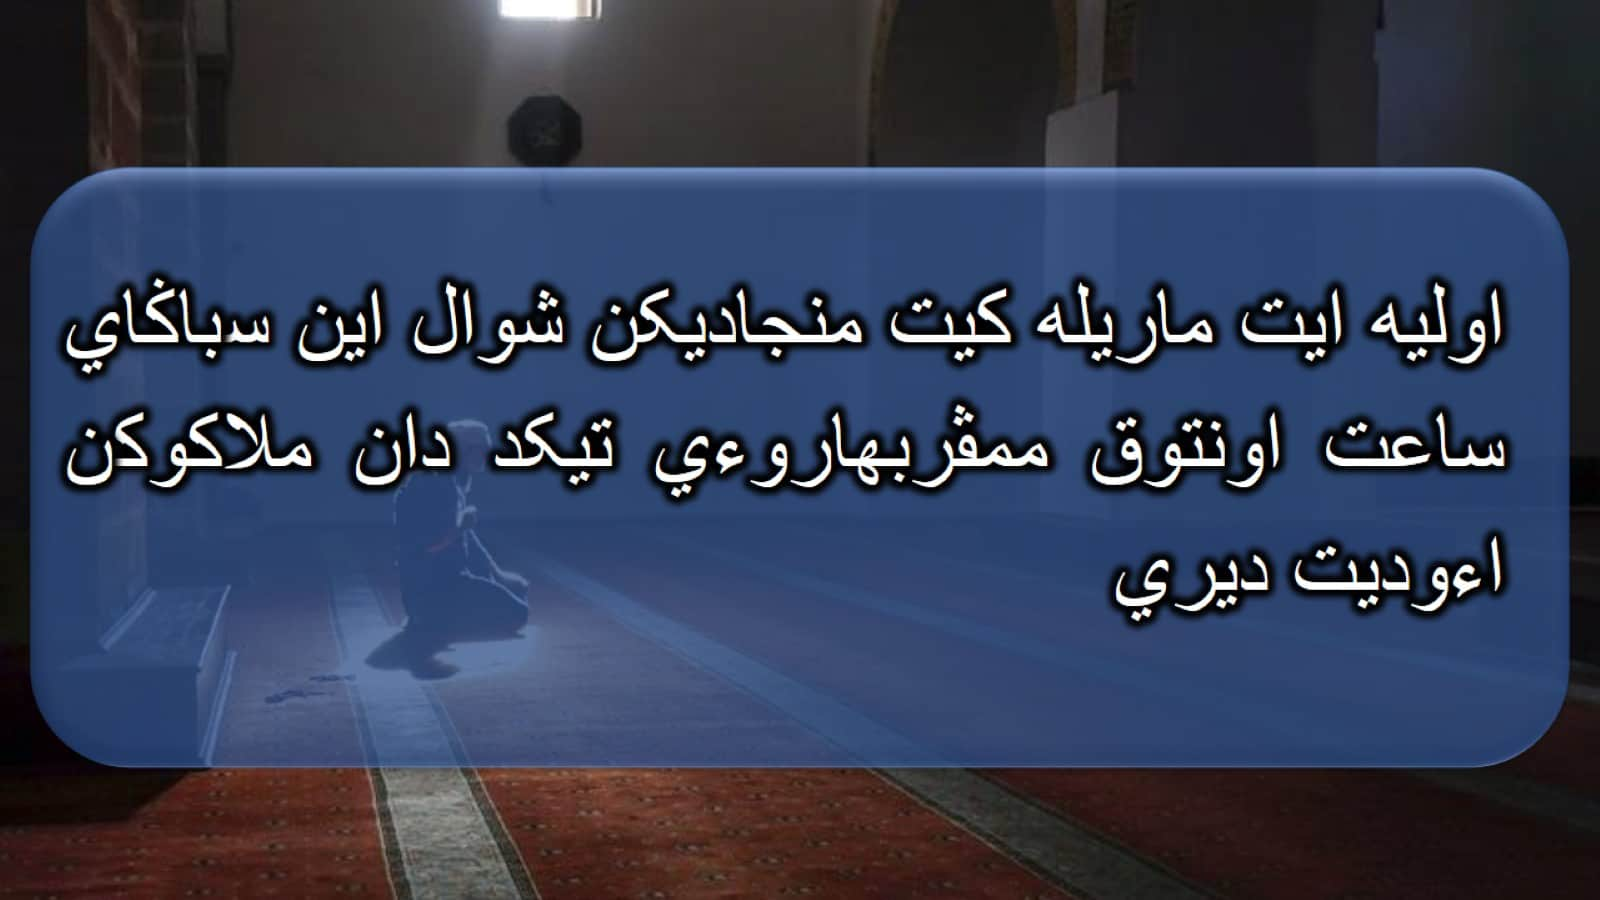 اوليه ايت ماريله كيت منجاديكن شوال اين سباݢاي
ساعت اونتوق ممڤربهاروءي تيكد دان ملاكوكن
اءوديت ديري